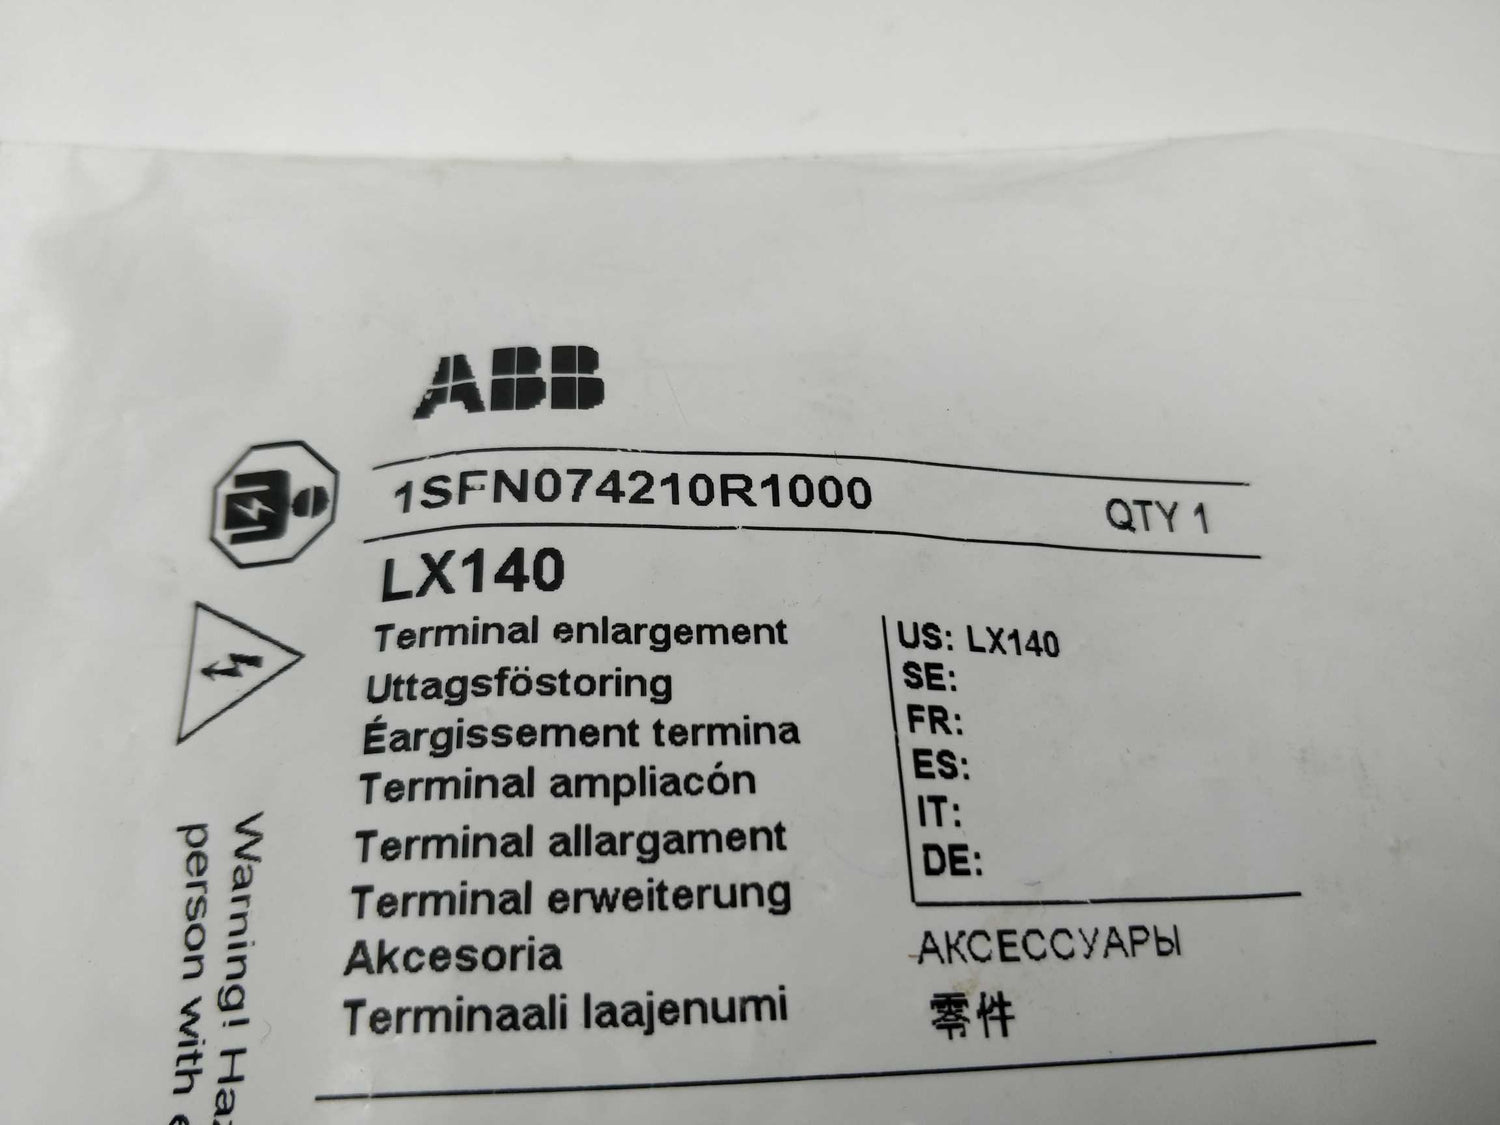 ABB
1SFN074210R1000 QTY 1
LX140
Terminal enlargement
Uttagsföstoring
Éargissement termina
Terminal ampliacón
Terminal allargament
Terminal erweiterung
Akcesoria
Terminaali laajenumi
US: LX140
SE:
FR:
ES:
IT:
DE:
АКСЕССУАРЫ
零件
Warning!
person with